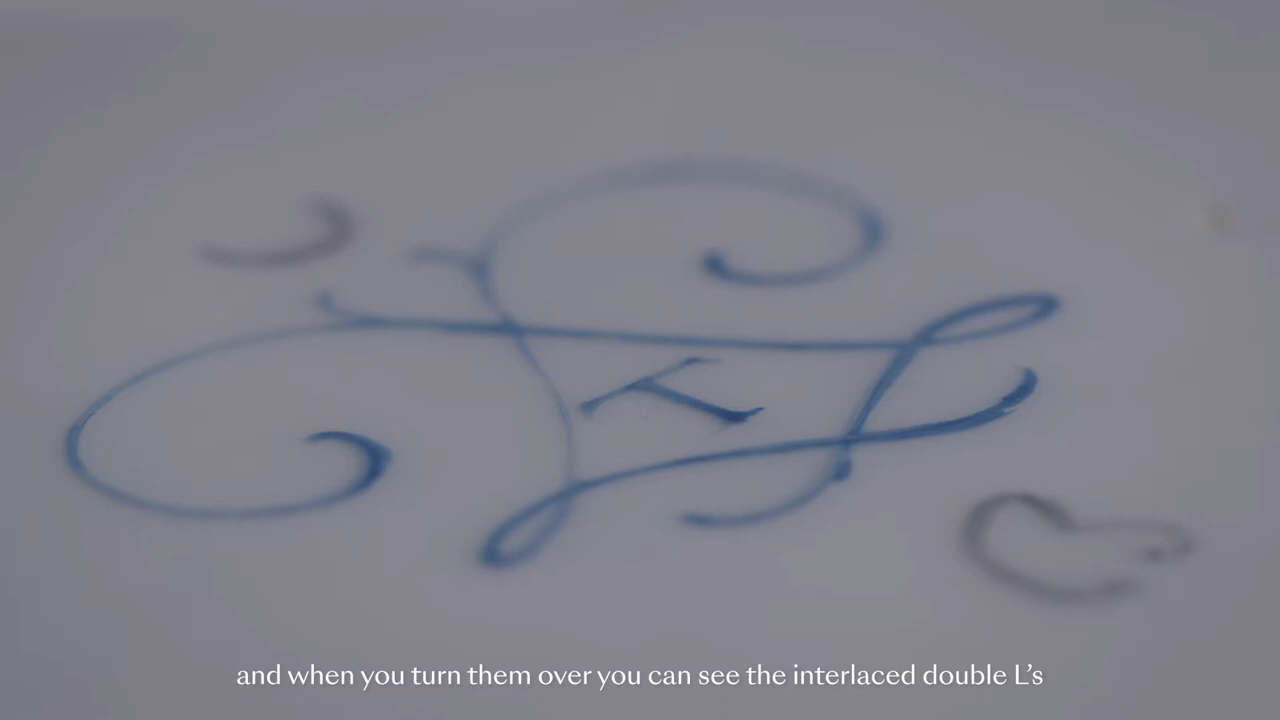 T
and when you turn them over you can see the interlaced double L’s